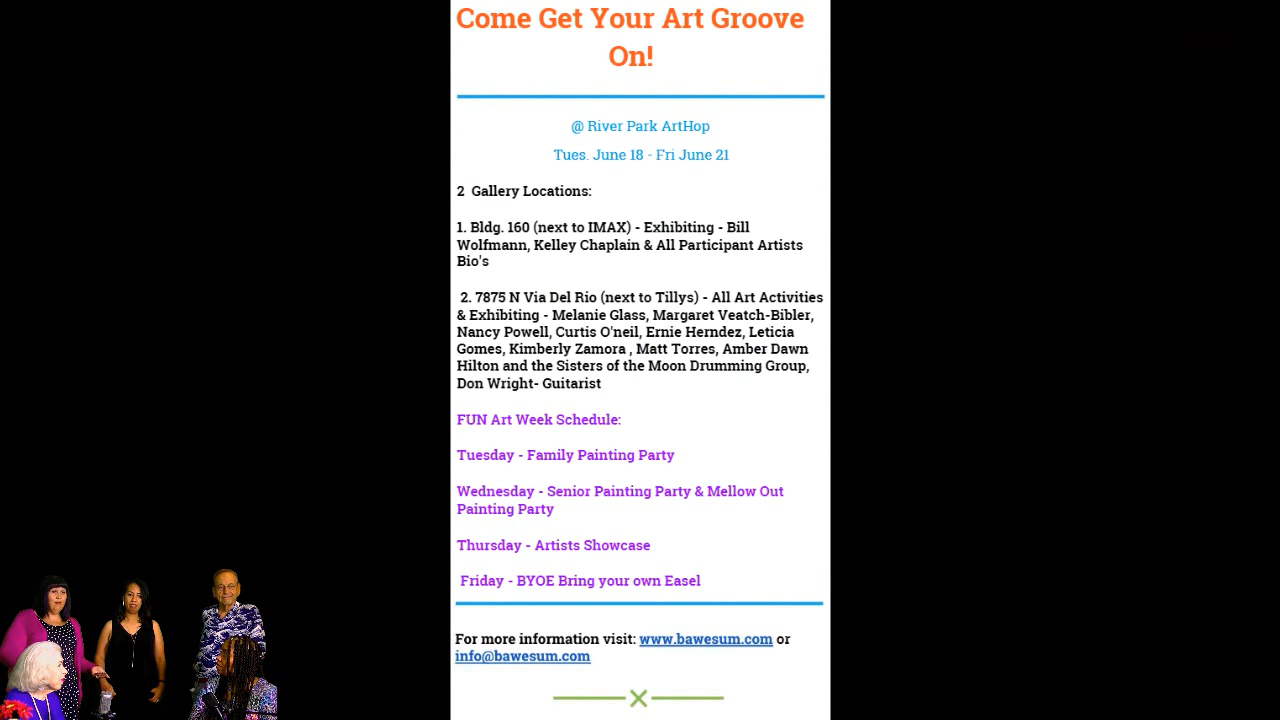 Come Get Your Art Groove
On!
@ River Park ArtHop
Tues. June 18 - Fri June 21
2 Gallery Locations:
1. Bldg. 160 (next to IMAX) - Exhibiting - Bill
Wolfmann, Kelley Chaplain & All Participant Artists
Bio's
2. 7875 N Via Del Rio (next to Tillys) - All Art Activities
& Exhibiting - Melanie Glass, Margaret Veatch-Bibler,
Nancy Powell, Curtis O'neil, Ernie Herndez, Leticia
Gomes, Kimberly Zamora , Matt Torres, Amber Dawn
Hilton and the Sisters of the Moon Drumming Group,
Don Wright- Guitarist
FUN Art Week Schedule:
Tuesday - Family Painting Party
Wednesday - Senior Painting Party & Mellow Out
Painting Party
Thursday - Artists Showcase
Friday - BYOE Bring your own Easel
For more information visit: www.bawesum.com or
info@bawesum.com